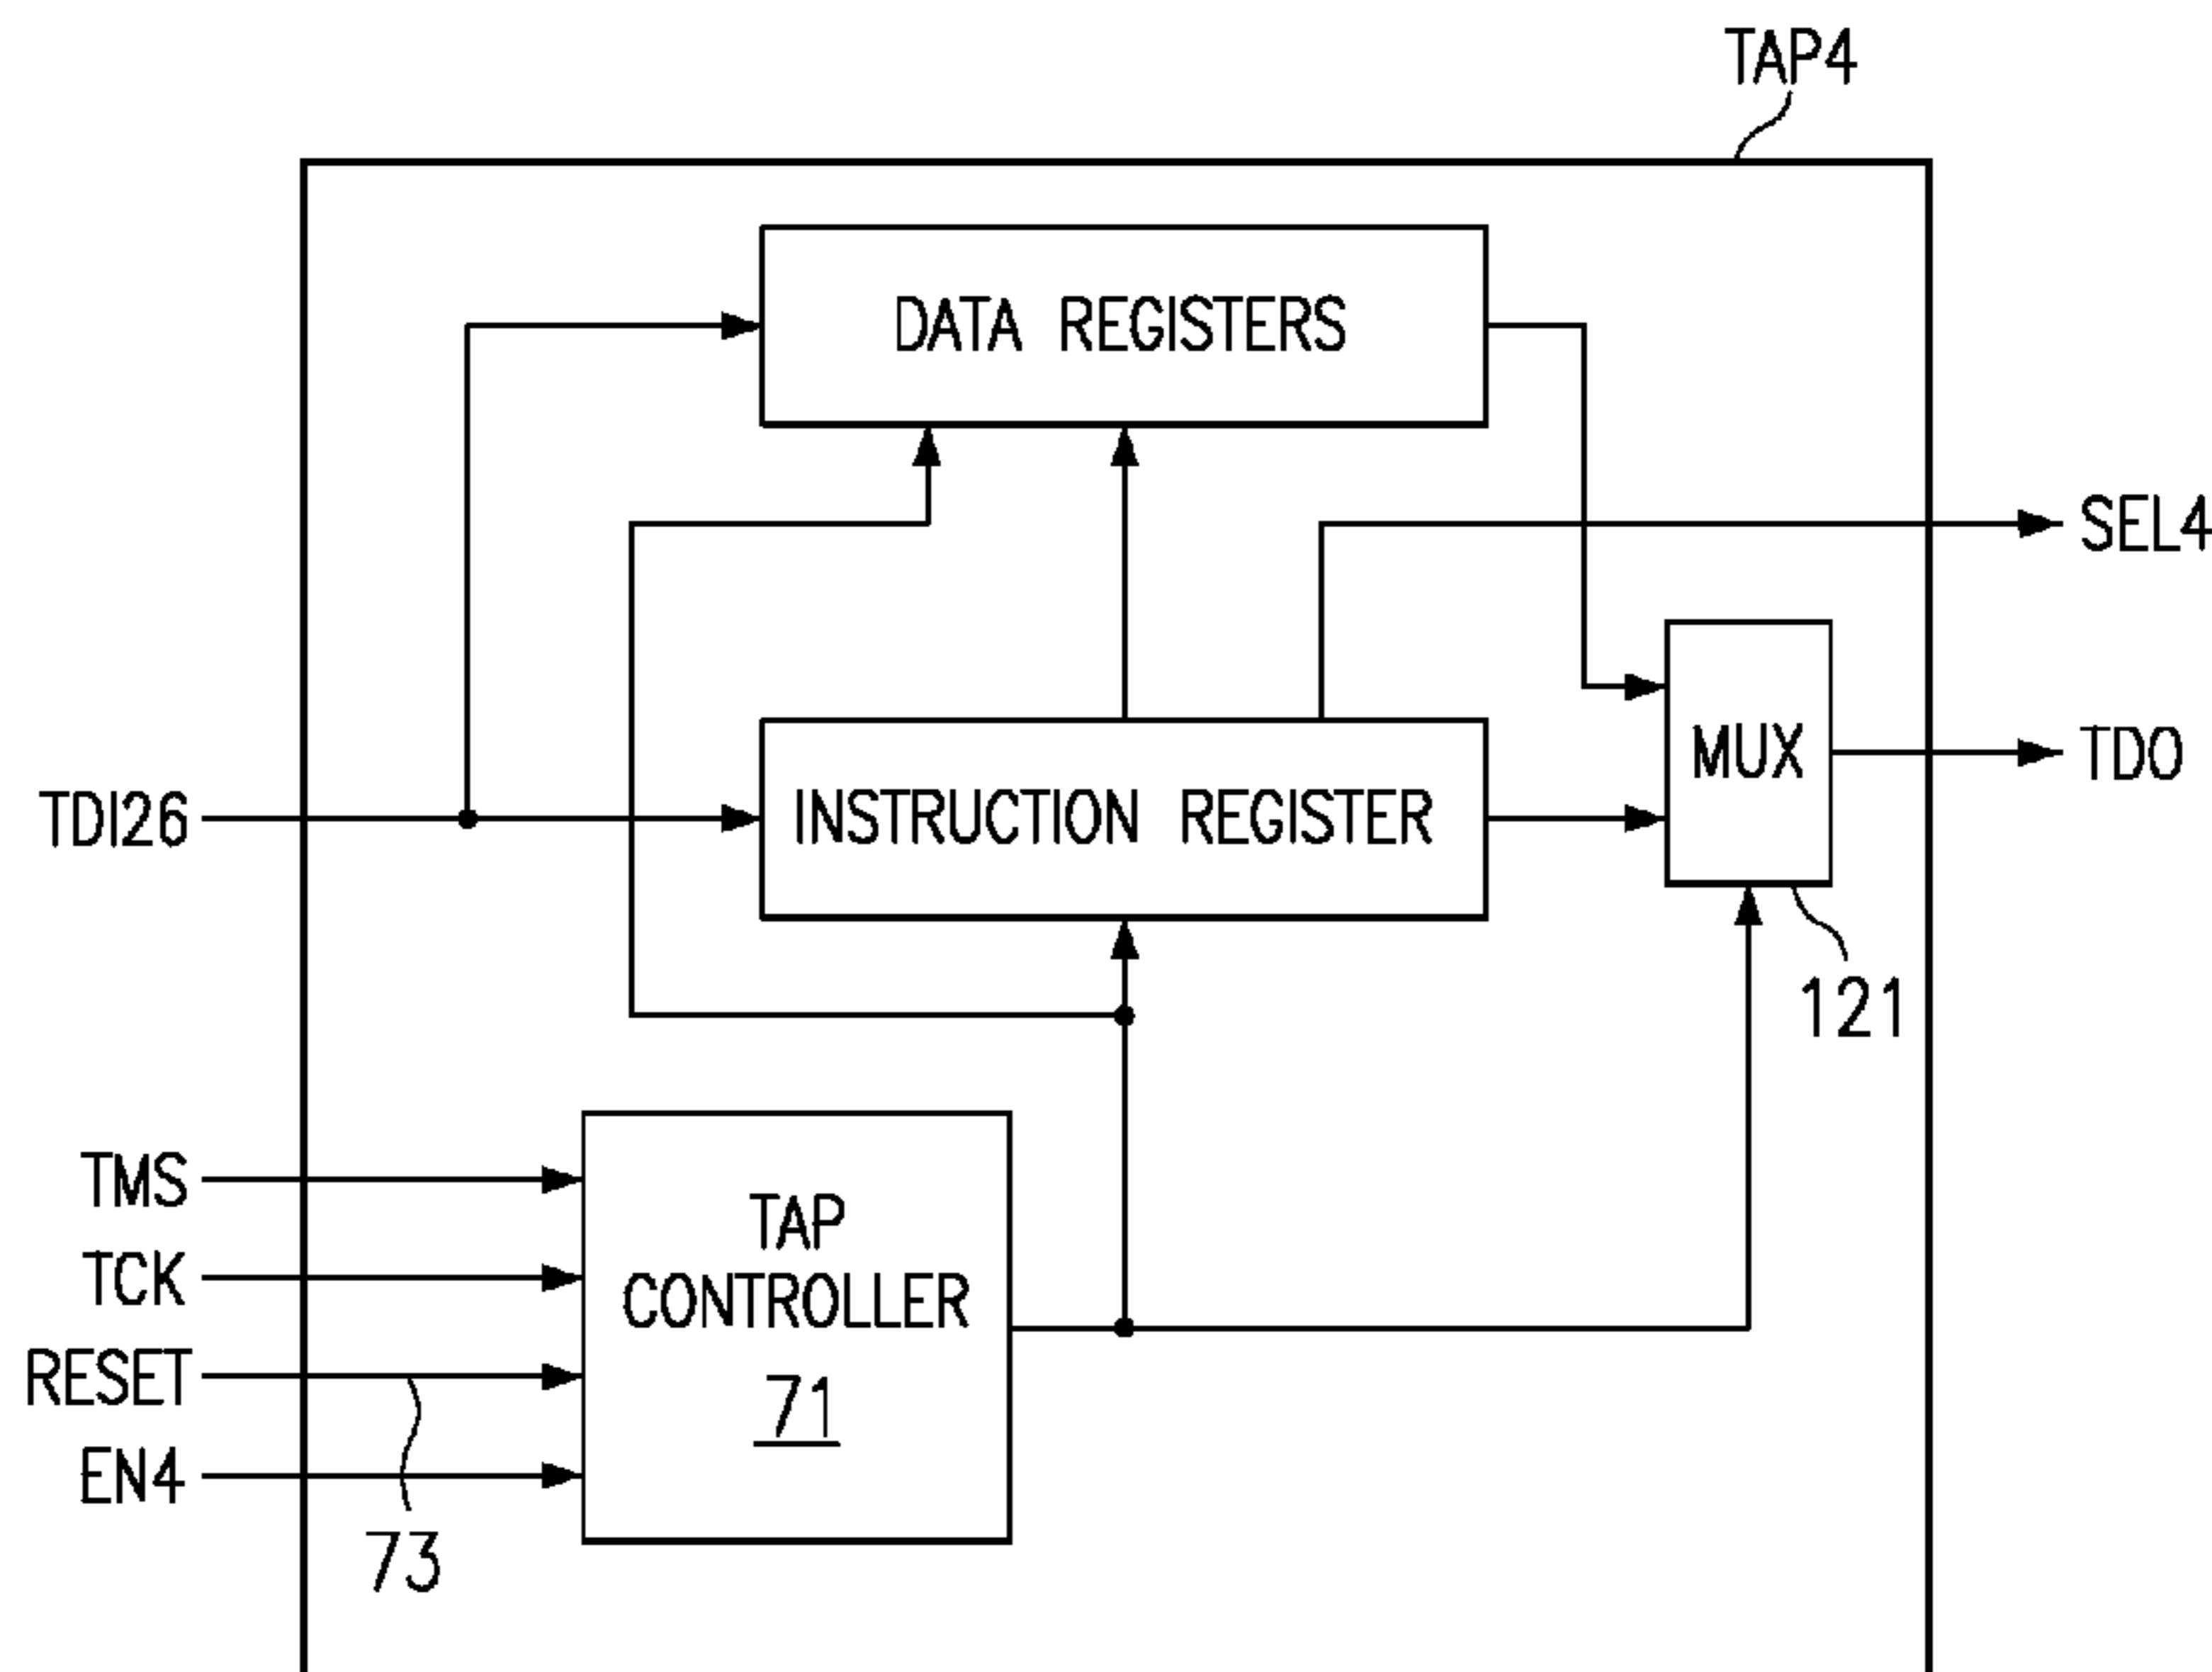 TAP4
DATA REGISTERS
SEL4
MUX
TDO
TDI26
INSTRUCTION REGISTER
121
TMS
TAP
CONTROLLER
TCK
RESET
71
EN4
73